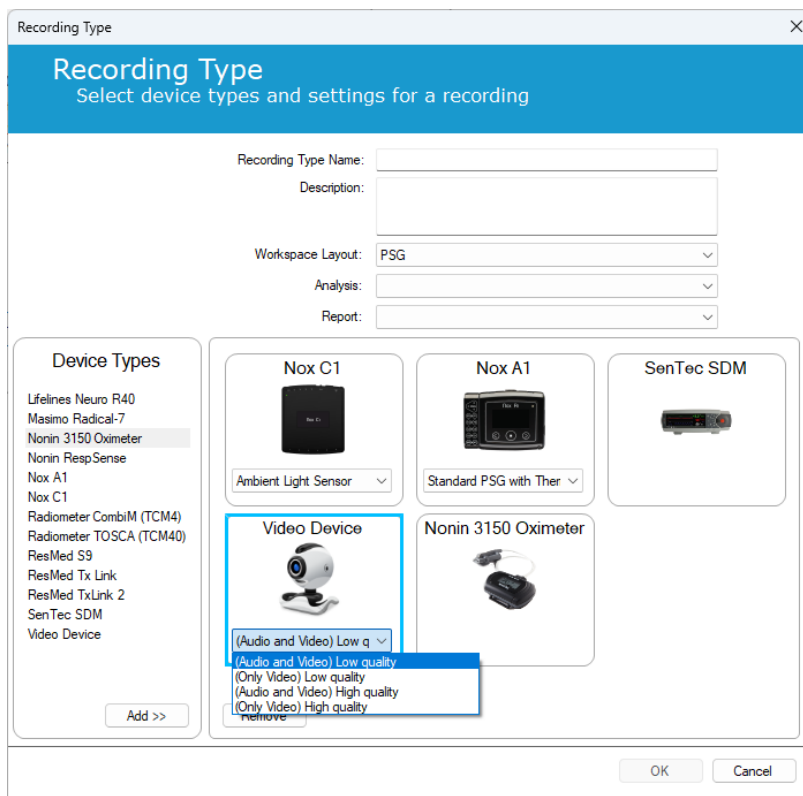 Recording Type
Recording Type
Select device types and settings for a recording
Recording Type Name:
Description:
Workspace Layout: PSG
Analysis:
Report:
Device Types
Lifelines Neuro R40
Masimo Radical-7
Nonin 3150 Oximeter
Nonin RespSense
Nox A1
Nox C1
Radiometer CombiM (TCM4)
Radiometer TOSCA (TCM40)
ResMed S9
ResMed Tx Link
ResMed TxLink 2
SenTec SDM
Video Device
Add >>
Nox C1
Nox C1
Ambient Light Sensor
Nox A1
Nox A1
Standard PSG with Ther
SenTec SDM
Video Device
(Audio and Video) Low q
(Audio and Video) Low quality
(Only Video) Low quality
(Audio and Video) High quality
(Only Video) High quality
Remove
Nonin 3150 Oximeter
OK
Cancel